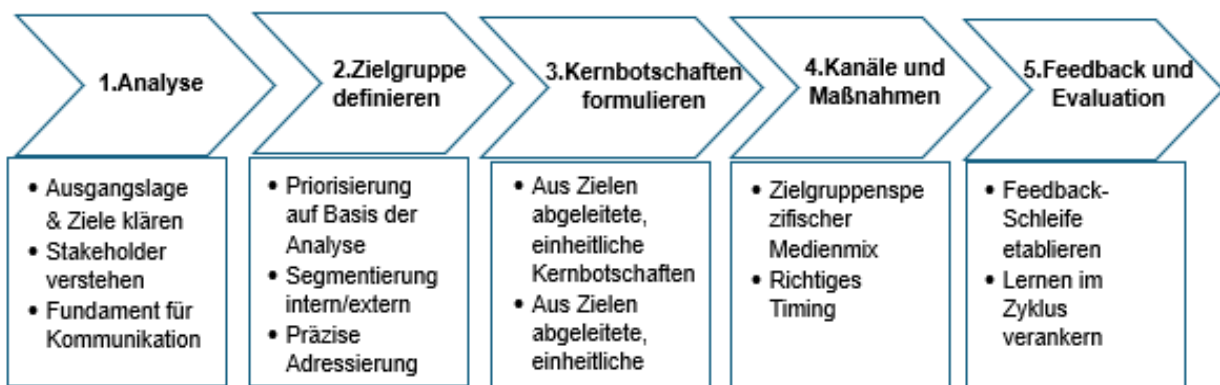 1.Analyse
2.Zielgruppe
definieren
3.Kernbotschaften
formulieren
4.Kanäle und
Maßnahmen
5.Feedback und
Evaluation
• Ausgangslage
& Ziele klären
• Stakeholder
verstehen
• Fundament für
Kommunikation
• Priorisierung
auf Basis der
Analyse
• Segmentierung
intern/extern
• Präzise
Adressierung
• Aus Zielen
abgeleitete,
einheitliche
Kernbotschaften
• Aus Zielen
abgeleitete,
einheitliche
• Zielgruppenspe
zifischer
Medienmix
• Richtiges
Timing
• Feedback-
Schleife
etablieren
• Lernen im
Zyklus
verankern